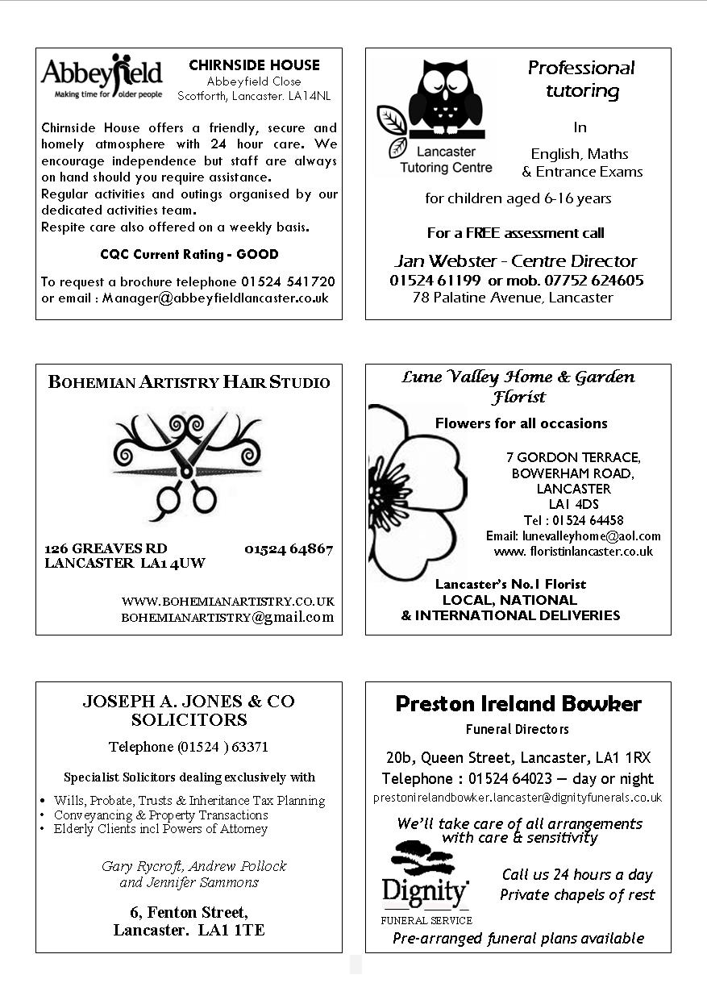 Abbeyfield
Making time for older people
CHIRNSIDE HOUSE
Abbeyfield Close
Scotforth, Lancaster. LA14NL
Chirnside House offers a friendly, secure and
homely atmosphere with 24 hour care. We
encourage independence but staff are always
on hand should you require assistance.
Regular activities and outings organised by our
dedicated activities team.
Respite care also offered on a weekly basis.
CQC Current Rating - GOOD
To request a brochure telephone 01524 541720
or email : Manager@abbeyfieldlancaster.co.uk
Lancaster
Tutoring Centre
Professional
tutoring
In
English, Maths
& Entrance Exams
for children aged 6-16 years
For a FREE assessment call
Jan Webster - Centre Director
01524 61199 or mob. 07752 624605
78 Palatine Avenue, Lancaster
BOHEMIAN ARTISTRY HAIR STUDIO
126 GREAVES RD 01524 64867
LANCASTER LA1 4UW
WWW.BOHEMIANARTISTRY.CO.UK
BOHEMIANARTISTRY@gmail.com
Lune Valley Home & Garden
Florist
Flowers for all occasions
7 GORDON TERRACE,
BOWERHAM ROAD,
LANCASTER
LA1 4DS
Tel : 01524 64458
Email: lunevalleyhome@aol.com
www. floristinlancaster.co.uk
Lancaster's No.1 Florist
LOCAL, NATIONAL
& INTERNATIONAL DELIVERIES
JOSEPH A. JONES & CO
SOLICITORS
Telephone (01524 ) 63371
Specialist Solicitors dealing exclusively with
• Wills, Probate, Trusts & Inheritance Tax Planning
• Conveyancing & Property Transactions
• Elderly Clients incl Powers of Attorney
Gary Rycroft, Andrew Pollock
and Jennifer Sammons
6, Fenton Street,
Lancaster. LA1 1TE
Preston Ireland Bowker
Funeral Directors
20b, Queen Street, Lancaster, LA1 1RX
Telephone : 01524 64023 – day or night
prestonirelandbowker.lancaster@dignityfunerals.co.uk
We'll take care of all arrangements
with care & sensitivity
Dignity
FUNERAL SERVICE
Call us 24 hours a day
Private chapels of rest
Pre-arranged funeral plans available